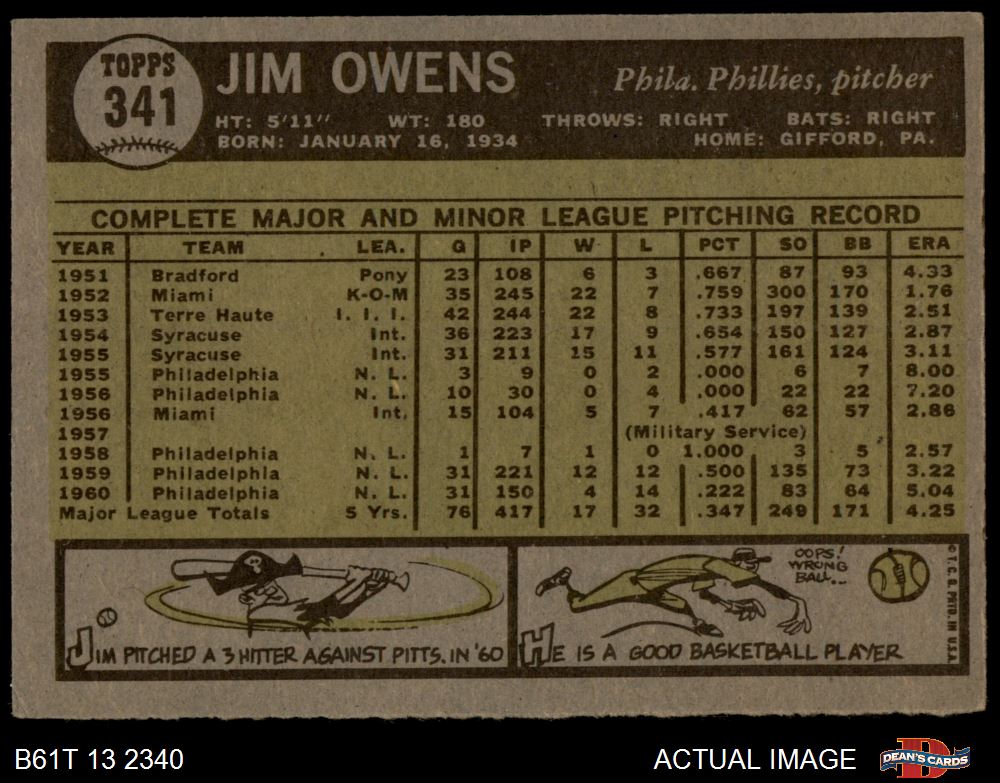 TOPPS
341
JIM OWENS
Phila. Phillies, pitcher
HT: 5'11" WT: 180 THROWS: RIGHT BATS: RIGHT
BORN: JANUARY 16, 1934 HOME: GIFFORD, PA.
COMPLETE MAJOR AND MINOR LEAGUE PITCHING RECORD
YEAR TEAM LEA. G IP W L PCT SO BB ERA
1951 Bradford Pony 23 108 6 3 .667 87 93 4.33
1952 Miami K-O-M 35 245 22 7 .759 300 170 1.76
1953 Terre Haute I. I. I. 42 244 22 8 .733 197 139 2.51
1954 Syracuse Int. 36 223 17 9 .654 150 127 2.87
1955 Syracuse Int. 31 211 15 11 .577 161 124 3.11
1955 Philadelphia N. L. 3 9 0 2 .000 6 7 8.00
1956 Philadelphia N. L. 10 30 0 4 .000 22 22 7.20
1956 Miami Int. 15 104 5 7 .417 62 57 2.86
1957 (Military Service)
1958 Philadelphia N. L. 1 7 1 0 1.000 3 5 2.57
1959 Philadelphia N. L. 31 221 12 12 .500 135 73 3.22
1960 Philadelphia N. L. 31 150 4 14 .222 83 64 5.04
Major League Totals 5 Yrs. 76 417 17 32 .347 249 171 4.25
JIM PITCHED A 3 HITTER AGAINST PITTS. IN '60
OOPS!
WRONG
BALL...
HE IS A GOOD BASKETBALL PLAYER
© T. C. G. PRTD. IN U.S.A.
B61T 13 2340
ACTUAL IMAGE
DEAN'S CARDS